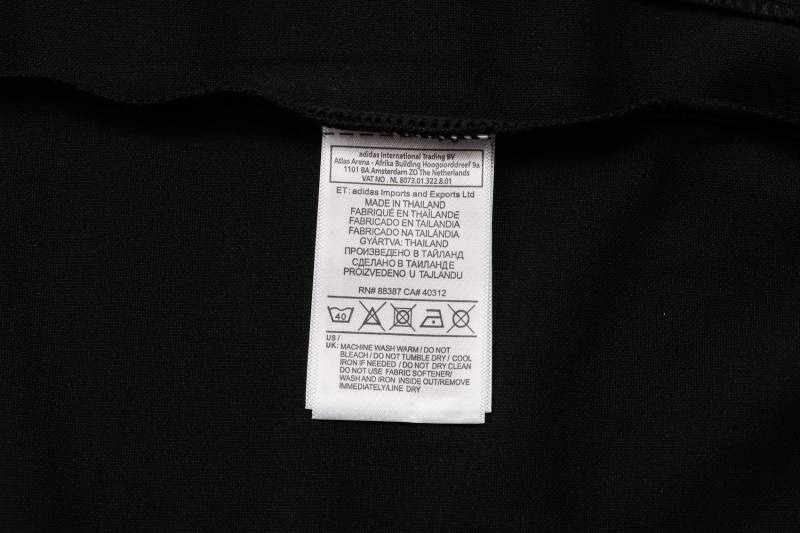 adidas International Trading BV
Atlas Arena - Afrika Building Hoogoorddreef 9a
1101 BA Amsterdam ZO The Netherlands
VAT NO . NL 8073.01.322.8.01
ET: adidas Imports and Exports Ltd
MADE IN THAILAND
FABRIQUÉ EN THAÏLANDE
FABRICADO EN TAILANDIA
FABRICADO NA TAILÂNDIA
GYÁRTVA: THAILAND
ПРОИЗВЕДЕНО В ТАЙЛАНД
СДЕЛАНО В ТАИЛАНДЕ
PROIZVEDENO U TAJLANDU
RN# 88387 CA# 40312
40
US /
UK: MACHINE WASH WARM / DO NOT
BLEACH / DO NOT TUMBLE DRY / COOL
IRON IF NEEDED / DO NOT DRY CLEAN
DO NOT USE FABRIC SOFTENER/
WASH AND IRON INSIDE OUT/REMOVE
IMMEDIATELY/LINE DRY